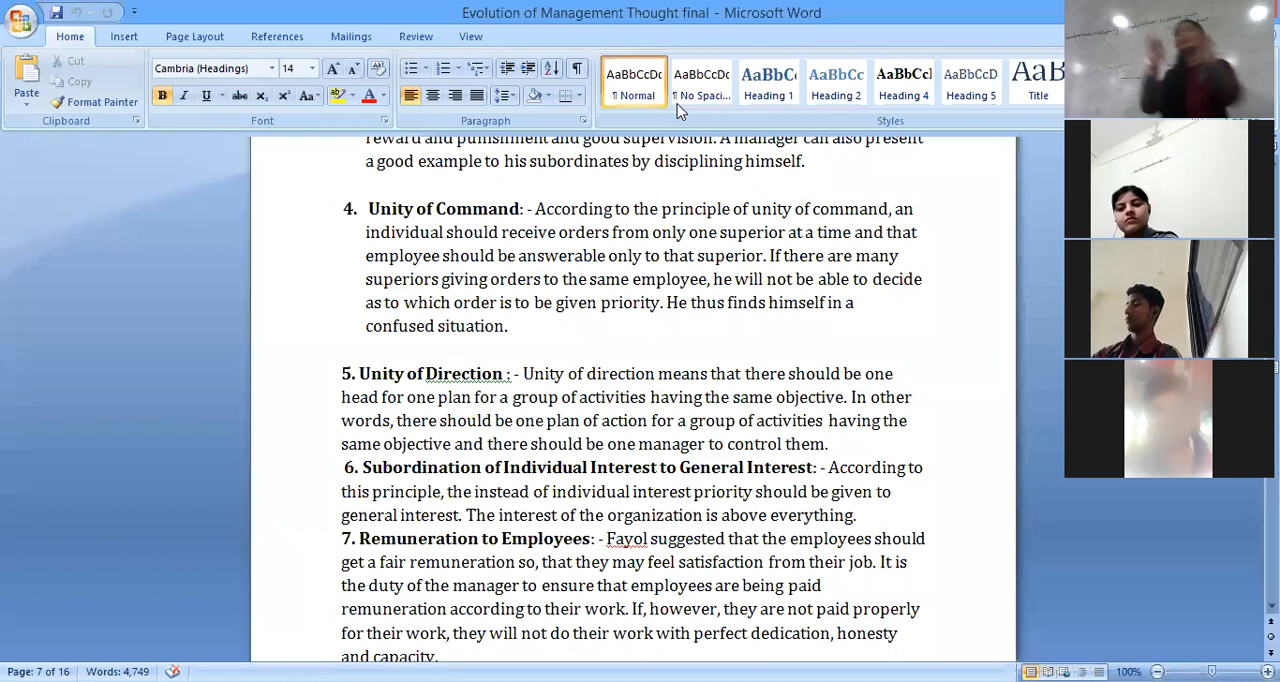 Evolution of Management Thought final - Microsoft Word
Home Insert Page Layout References Mailings Review View
Paste
Cut
Copy
Format Painter
Clipboard
Cambria (Headings) 14
Font
Paragraph
AaBbCcDc AaBbCcDc AaBbC AaBbCc AaBbCcI AaBbCcD AaB
¶ Normal ¶ No Spaci... Heading 1 Heading 2 Heading 4 Heading 5 Title
Styles
reward and punishment and good supervision. A manager can also present
a good example to his subordinates by disciplining himself.
4. Unity of Command: - According to the principle of unity of command, an
individual should receive orders from only one superior at a time and that
employee should be answerable only to that superior. If there are many
superiors giving orders to the same employee, he will not be able to decide
as to which order is to be given priority. He thus finds himself in a
confused situation.
5. Unity of Direction : - Unity of direction means that there should be one
head for one plan for a group of activities having the same objective. In other
words, there should be one plan of action for a group of activities having the
same objective and there should be one manager to control them.
6. Subordination of Individual Interest to General Interest: - According to
this principle, the instead of individual interest priority should be given to
general interest. The interest of the organization is above everything.
7. Remuneration to Employees: - Fayol suggested that the employees should
get a fair remuneration so, that they may feel satisfaction from their job. It is
the duty of the manager to ensure that employees are being paid
remuneration according to their work. If, however, they are not paid properly
for their work, they will not do their work with perfect dedication, honesty
and capacity.
Page: 7 of 16 Words: 4,749 100%